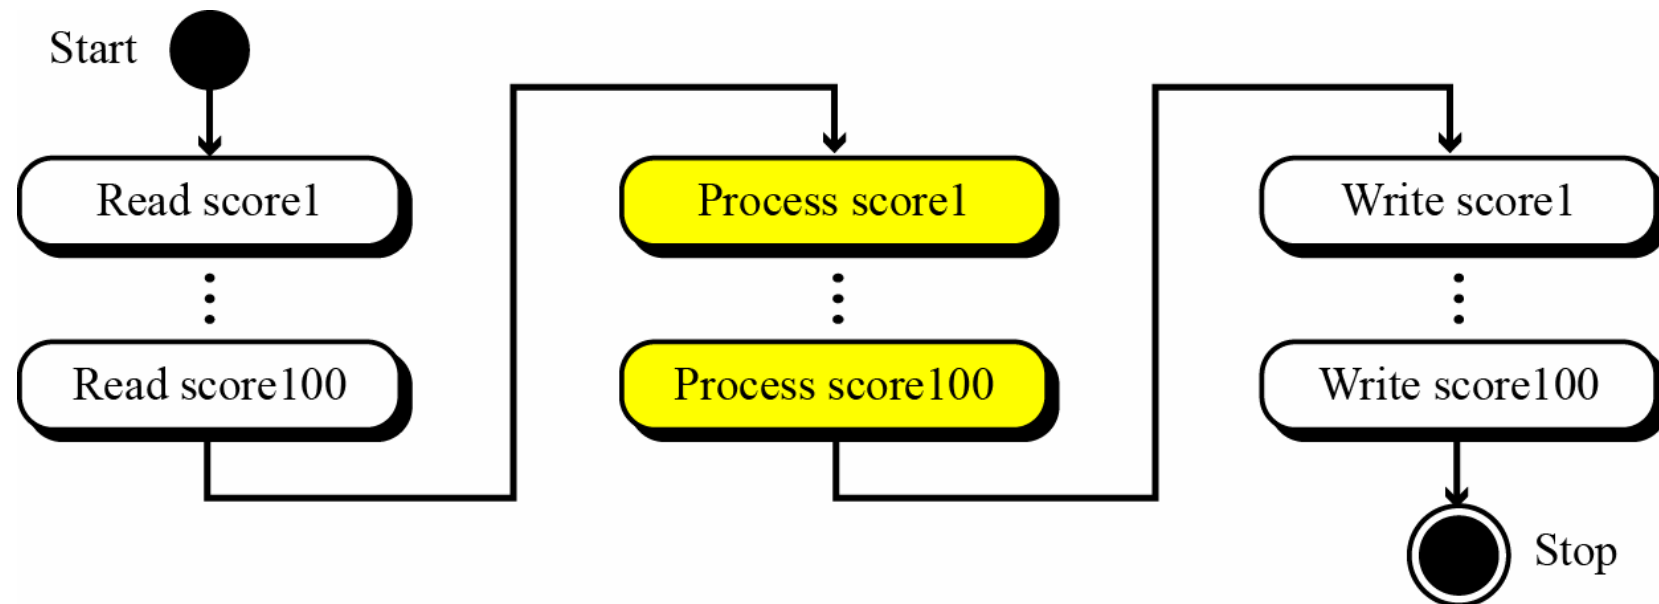 Start
Read score1
Read score100
Process score1
Process score100
Write score1
Write score100
Stop